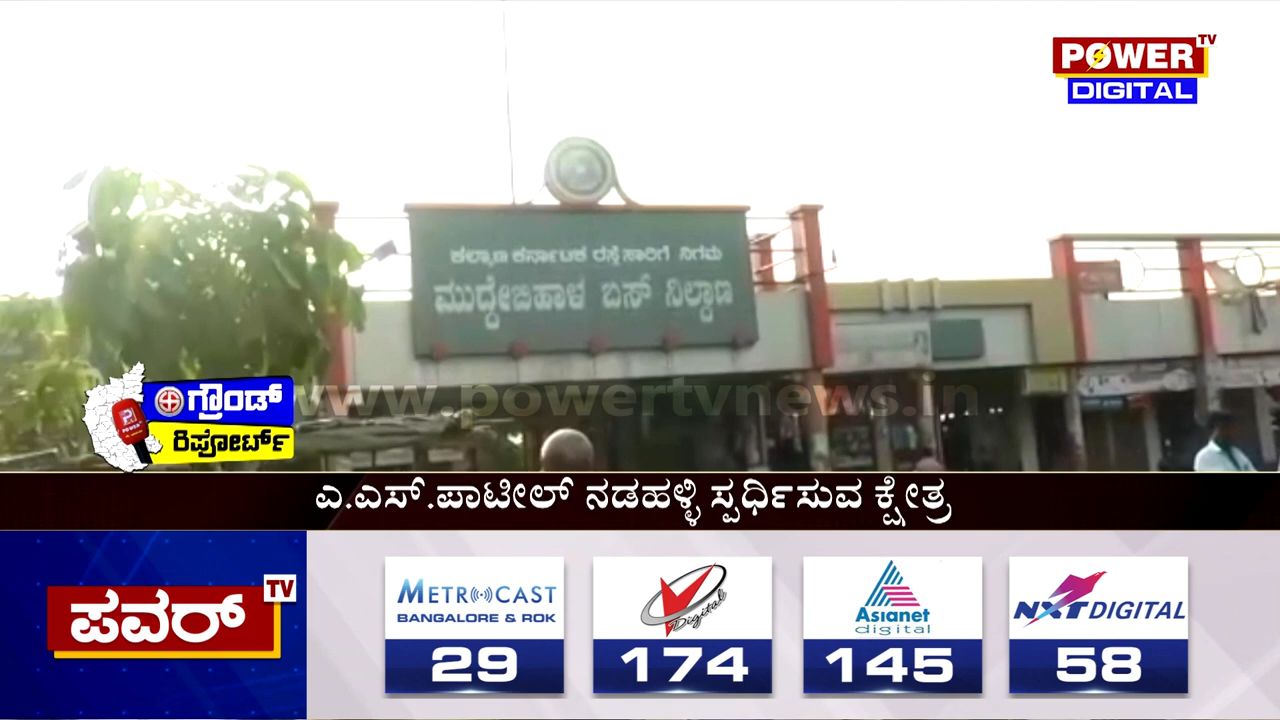 POWER TV
DIGITAL
ಕಲ್ಯಾಣ ಕರ್ನಾಟಕ ರಸ್ತೆ ಸಾರಿಗೆ ನಿಗಮ
ಮುದ್ದೇಬಿಹಾಳ ಬಸ್ ನಿಲ್ದಾಣ
www.powertvnews.in
ಗ್ರೌಂಡ್
ರಿಪೋರ್ಟ್
ಎ.ಎಸ್.ಪಾಟೀಲ್ ನಡಹಳ್ಳಿ ಸ್ಪರ್ಧಿಸುವ ಕ್ಷೇತ್ರ
ಪವರ್ TV
METROCAST
BANGALORE & ROK
29
V Digital
174
Asianet
digital
145
NXTDIGITAL
58